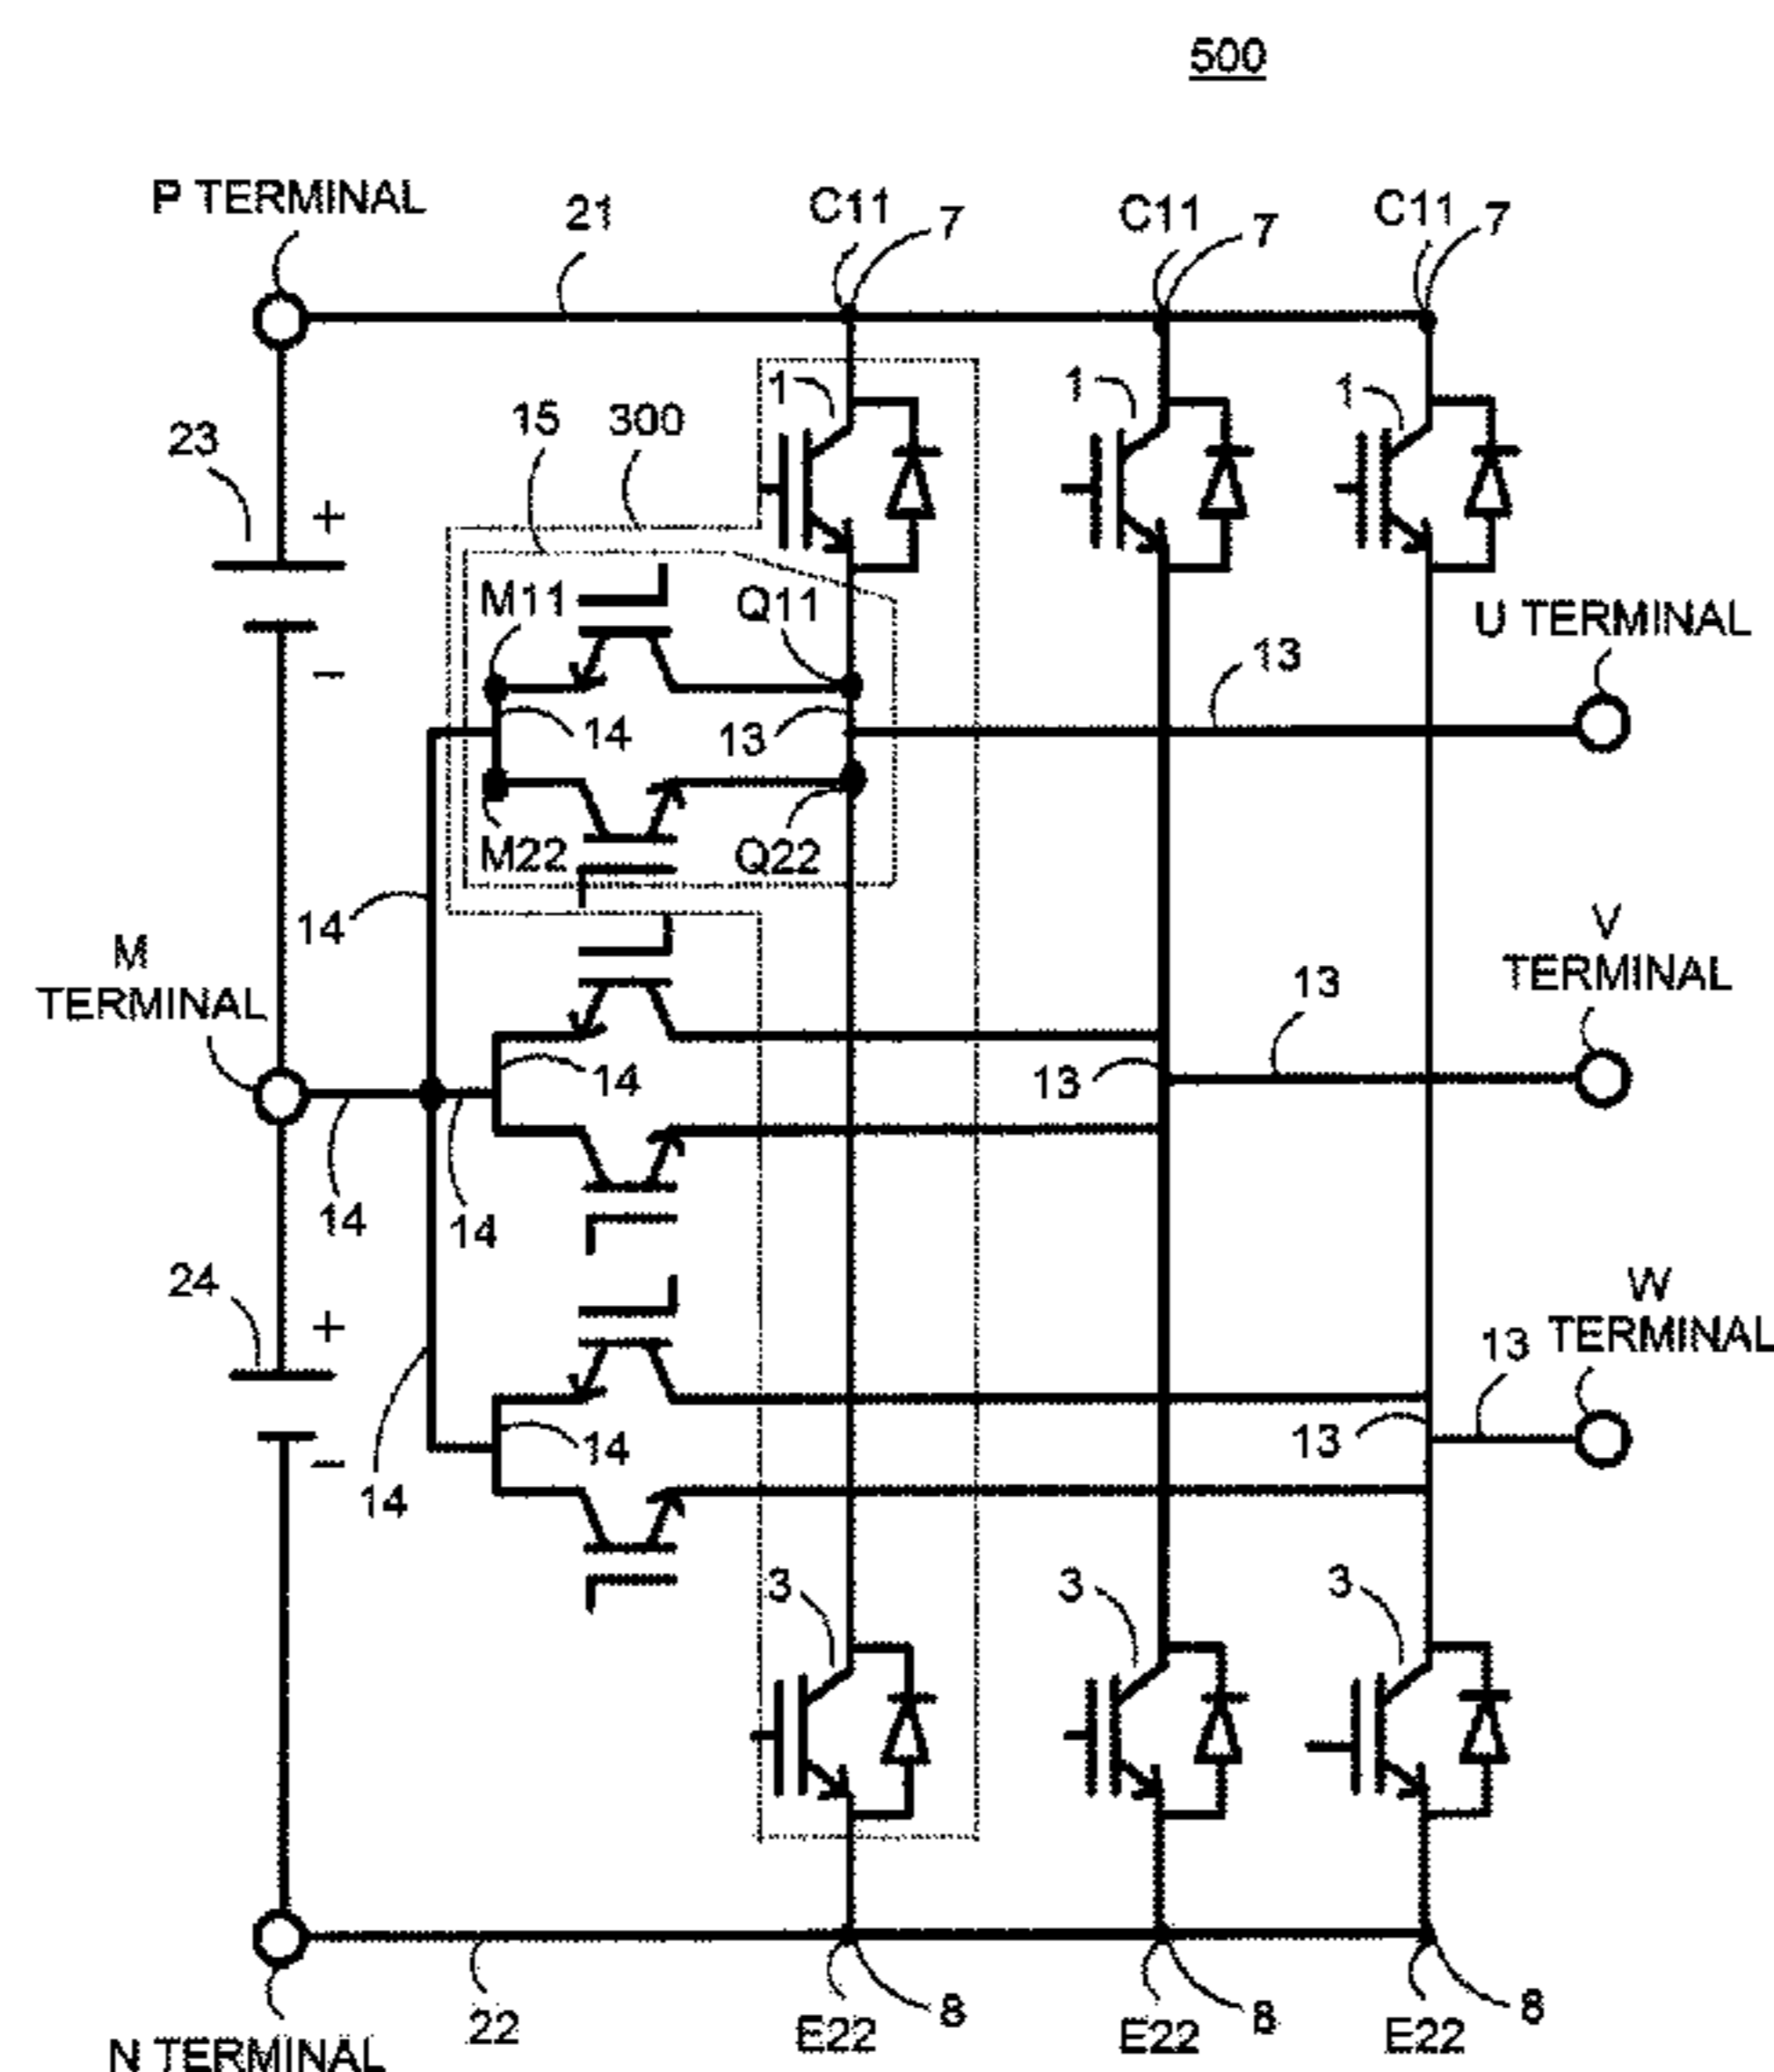 500
P TERMINAL
21
C11
7
C11
7
C11
7
23
+
−
15
300
1
1
1
M11
Q11
U TERMINAL
13
14
13
M22
Q22
14
M
TERMINAL
V
TERMINAL
13
14
13
14
14
24
+
−
W
TERMINAL
13
14
13
14
3
3
3
N TERMINAL
22
E22
8
E22
8
E22
8